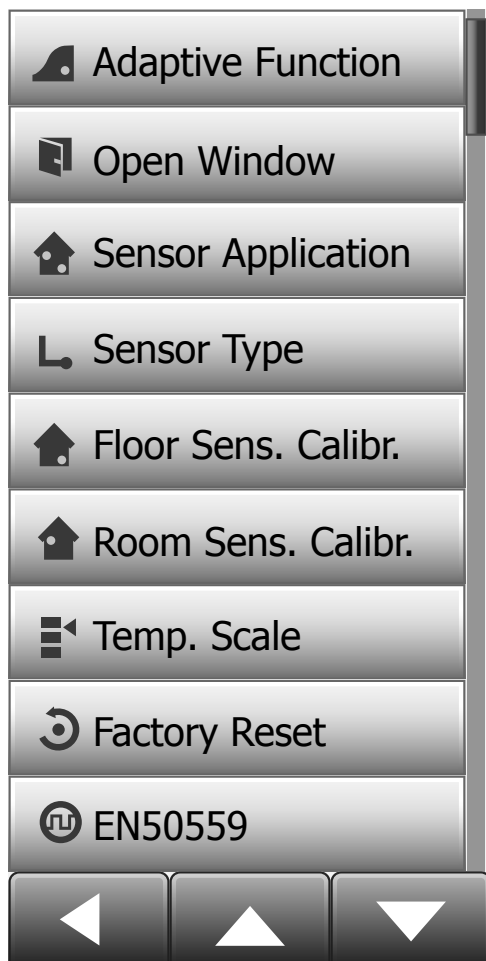 Adaptive Function
Open Window
Sensor Application
Sensor Type
Floor Sens. Calibr.
Room Sens. Calibr.
Temp. Scale
Factory Reset
EN50559